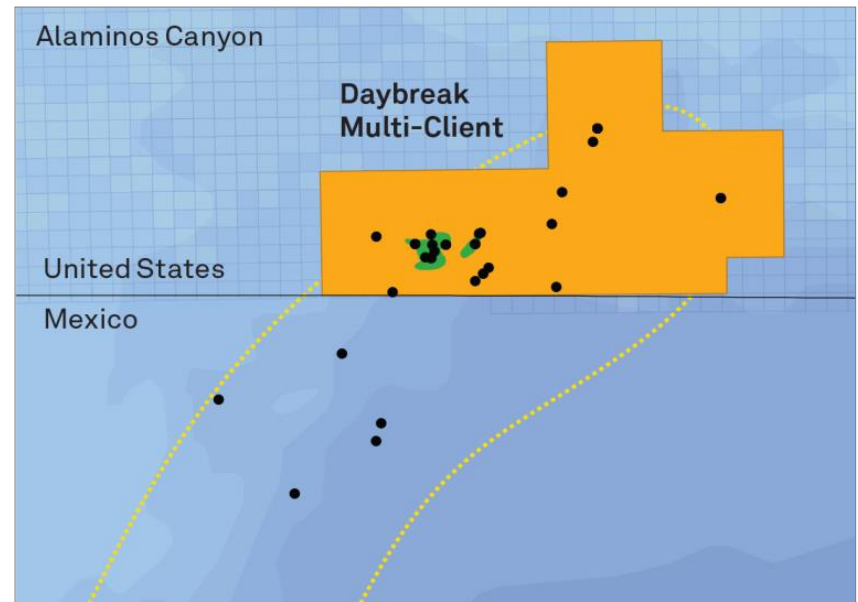 Alaminos Canyon
Daybreak
Multi-Client
United States
Mexico